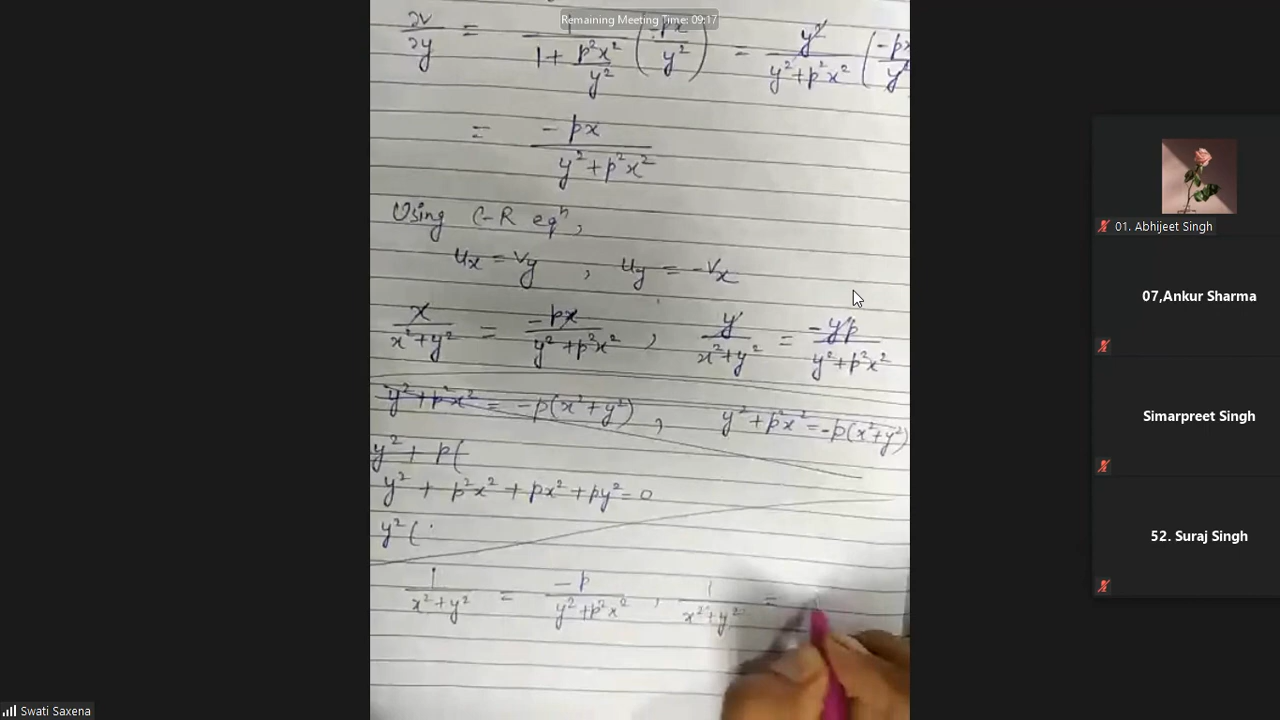 Remaining Meeting Time: 09:17
∂v/∂y = 1/(1 + p²x²/y²) (-px/y²) = y²/(y²+p²x²) (-px/y²
= -px/(y²+p²x²)
Using C-R eqⁿ,
ux = vy , uy = -vx
x/(x²+y²) = -px/(y²+p²x²) , y/(x²+y²) = -yp/(y²+p²x²)
y²+p²x² = -p(x²+y²) , y²+p²x² = -p(x²+y²)
y² + p(
y² + p²x² + px² + py² = 0
y² (
1/(x²+y²) = -p/(y²+p²x²) , 1/(x²+y²) =
01. Abhijeet Singh
07,Ankur Sharma
Simarpreet Singh
52. Suraj Singh
Swati Saxena